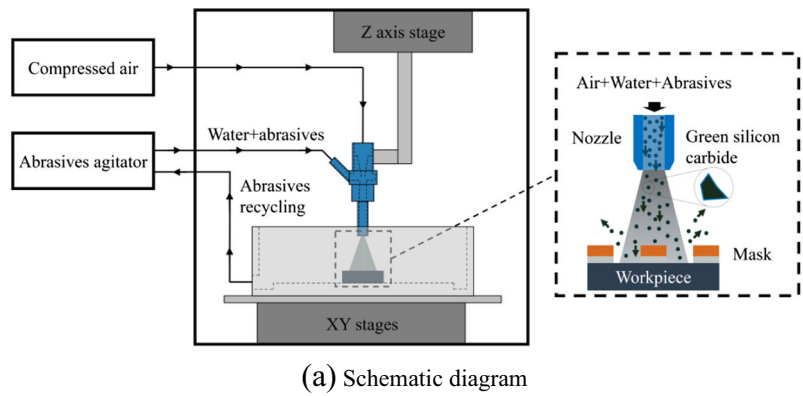 Z axis stage
Compressed air
Water+abrasives
Abrasives agitator
Abrasives
recycling
XY stages
Air+Water+Abrasives
Nozzle
Green silicon
carbide
Mask
Workpiece
(a) Schematic diagram